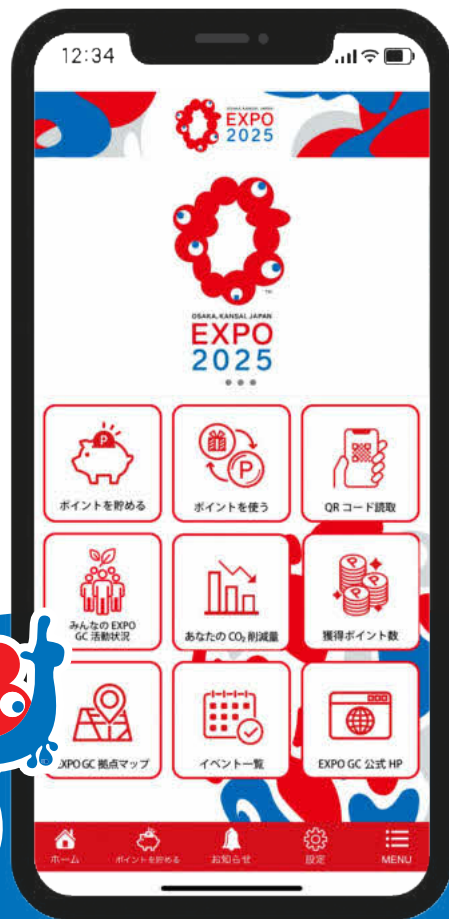 12:34
OSAKA, KANSAI, JAPAN
EXPO
2025
OSAKA, KANSAI, JAPAN
EXPO
2025
TM
P
P
ポイントを貯める
ポイントを使う
QRコード読取
みんなの EXPO
GC 活動状況
あなたの CO₂ 削減量
獲得ポイント数
EXPO GC 拠点マップ
イベント一覧
EXPO GC 公式 HP
ホーム
ポイントを貯める
お知らせ
設定
MENU